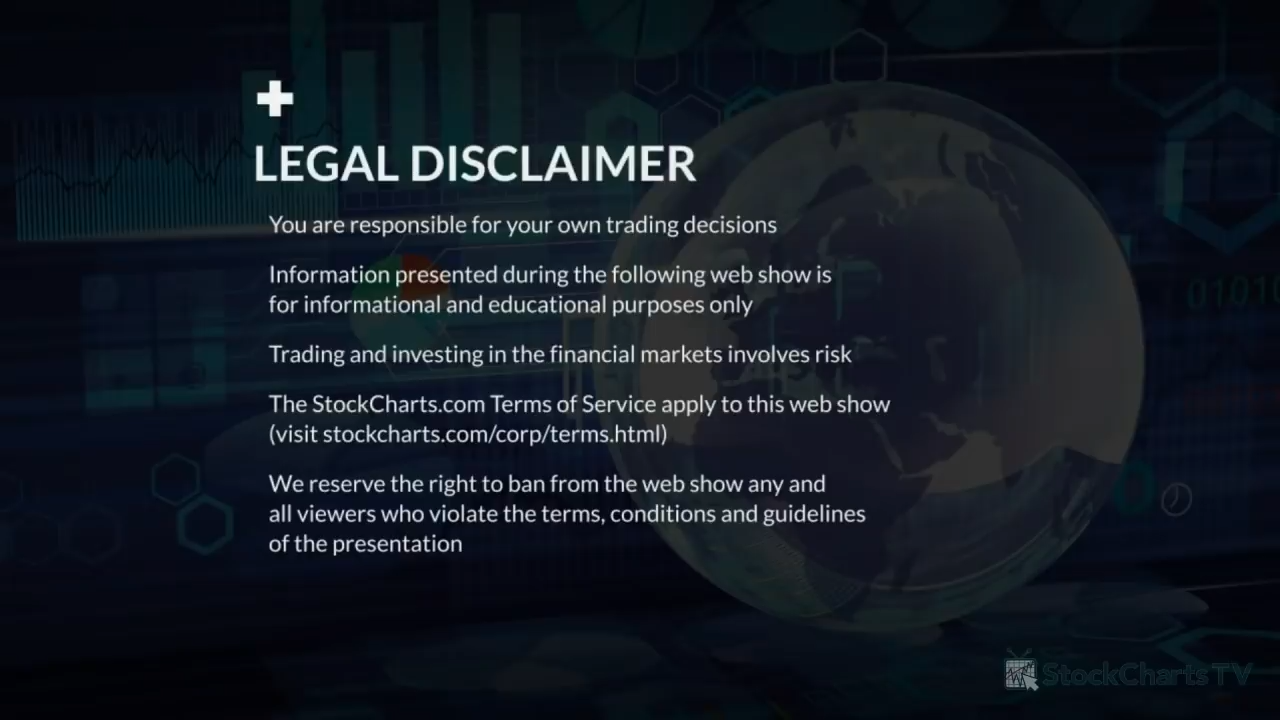 LEGAL DISCLAIMER
You are responsible for your own trading decisions
Information presented during the following web show is
for informational and educational purposes only
Trading and investing in the financial markets involves risk
The StockCharts.com Terms of Service apply to this web show
(visit stockcharts.com/corp/terms.html)
We reserve the right to ban from the web show any and
all viewers who violate the terms, conditions and guidelines
of the presentation
StockChartsTV